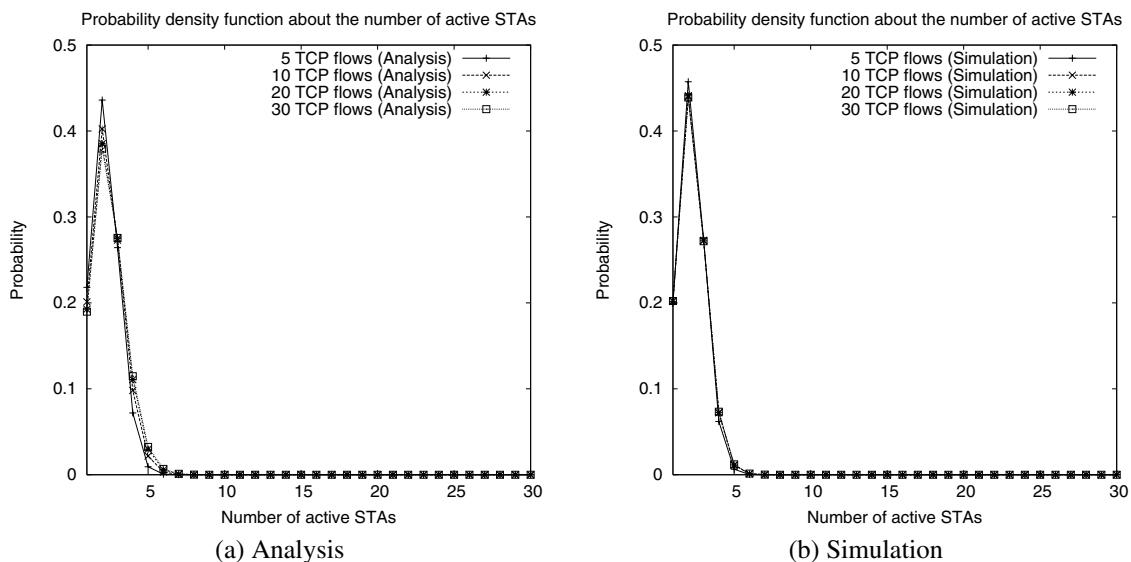 Probability density function about the number of active STAs
0.5
0.4
0.3
0.2
0.1
0
5
10
15
20
25
30
Probability
Number of active STAs
5 TCP flows (Analysis)
10 TCP flows (Analysis)
20 TCP flows (Analysis)
30 TCP flows (Analysis)
(a) Analysis
Probability density function about the number of active STAs
0.5
0.4
0.3
0.2
0.1
0
5
10
15
20
25
30
Probability
Number of active STAs
5 TCP flows (Simulation)
10 TCP flows (Simulation)
20 TCP flows (Simulation)
30 TCP flows (Simulation)
(b) Simulation